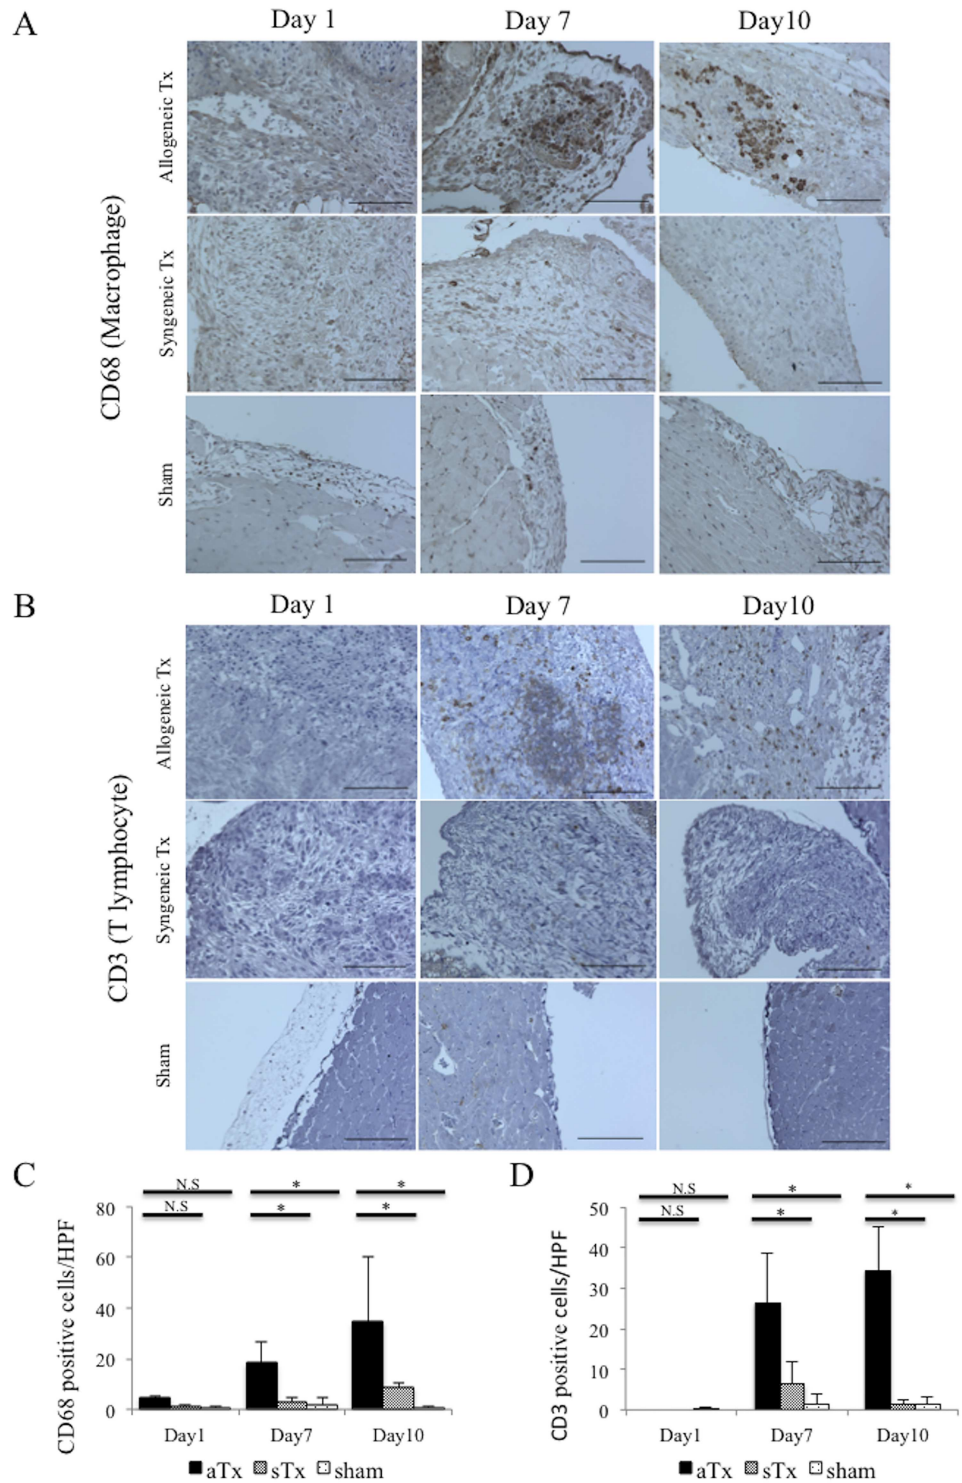 A
Day 1
Day 7
Day10
CD68 (Macrophage)
Allogeneic Tx
Syngeneic Tx
Sham
B
Day 1
Day 7
Day10
CD3 (T lymphocyte)
Allogeneic Tx
Syngeneic Tx
Sham
C
CD68 positive cells/HPF
80
60
40
20
0
N.S
N.S
*
*
*
*
Day1
Day7
Day10
aTx
sTx
sham
D
CD3 positive cells/HPF
50
40
30
20
10
0
N.S
N.S
*
*
*
*
Day1
Day7
Day10
aTx
sTx
sham